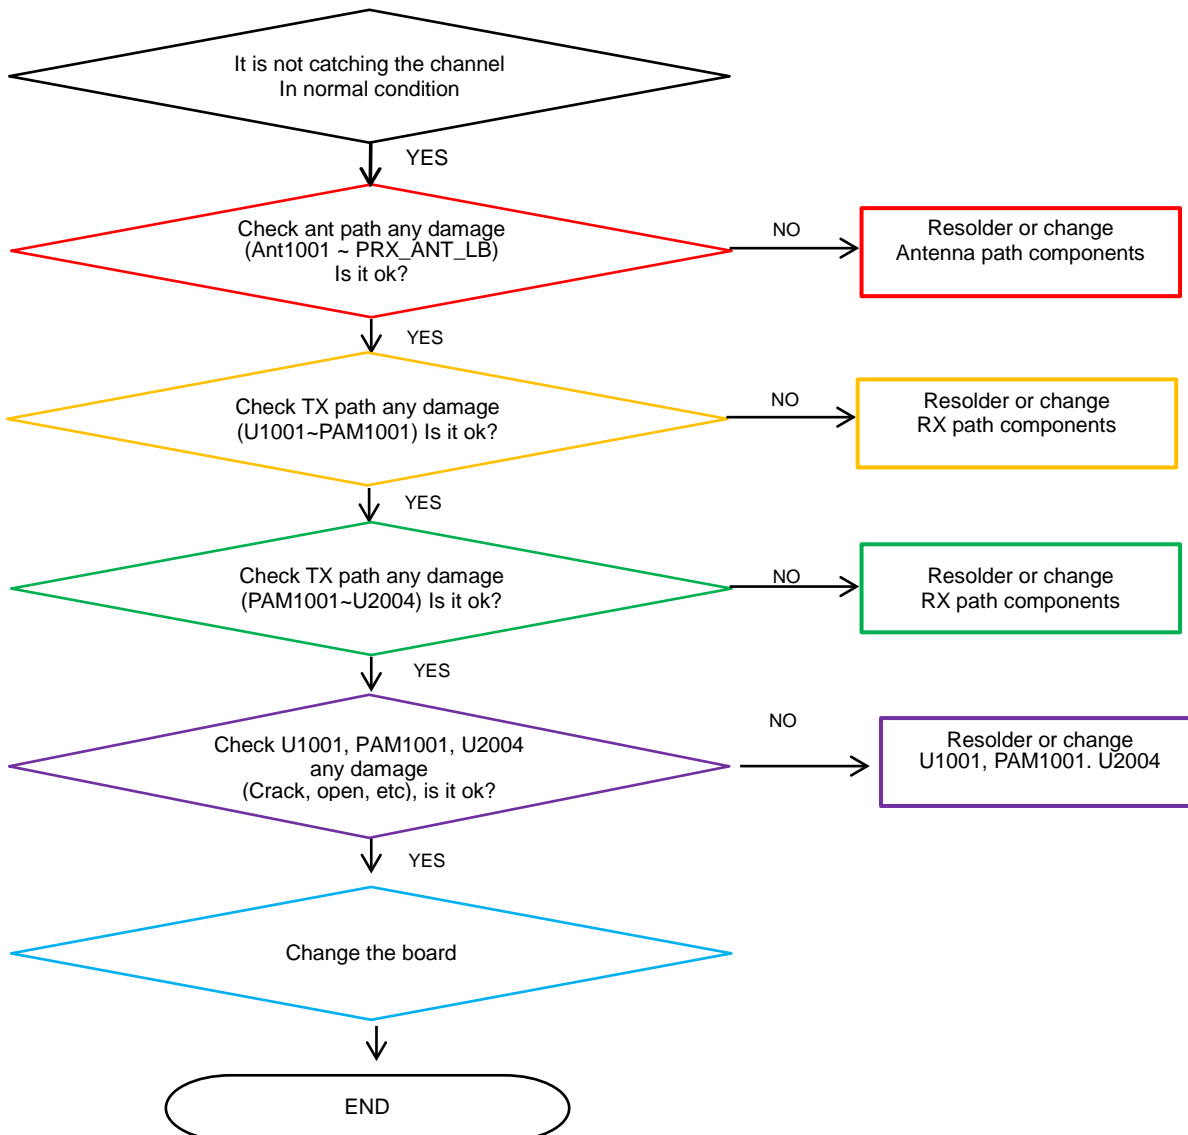 It is not catching the channel
In normal condition
YES
Check ant path any damage
(Ant1001 ~ PRX_ANT_LB)
Is it ok?
NO
Resolder or change
Antenna path components
YES
Check TX path any damage
(U1001~PAM1001) Is it ok?
NO
Resolder or change
RX path components
YES
Check TX path any damage
(PAM1001~U2004) Is it ok?
NO
Resolder or change
RX path components
YES
Check U1001, PAM1001, U2004
any damage
(Crack, open, etc), is it ok?
NO
Resolder or change
U1001, PAM1001. U2004
YES
Change the board
END